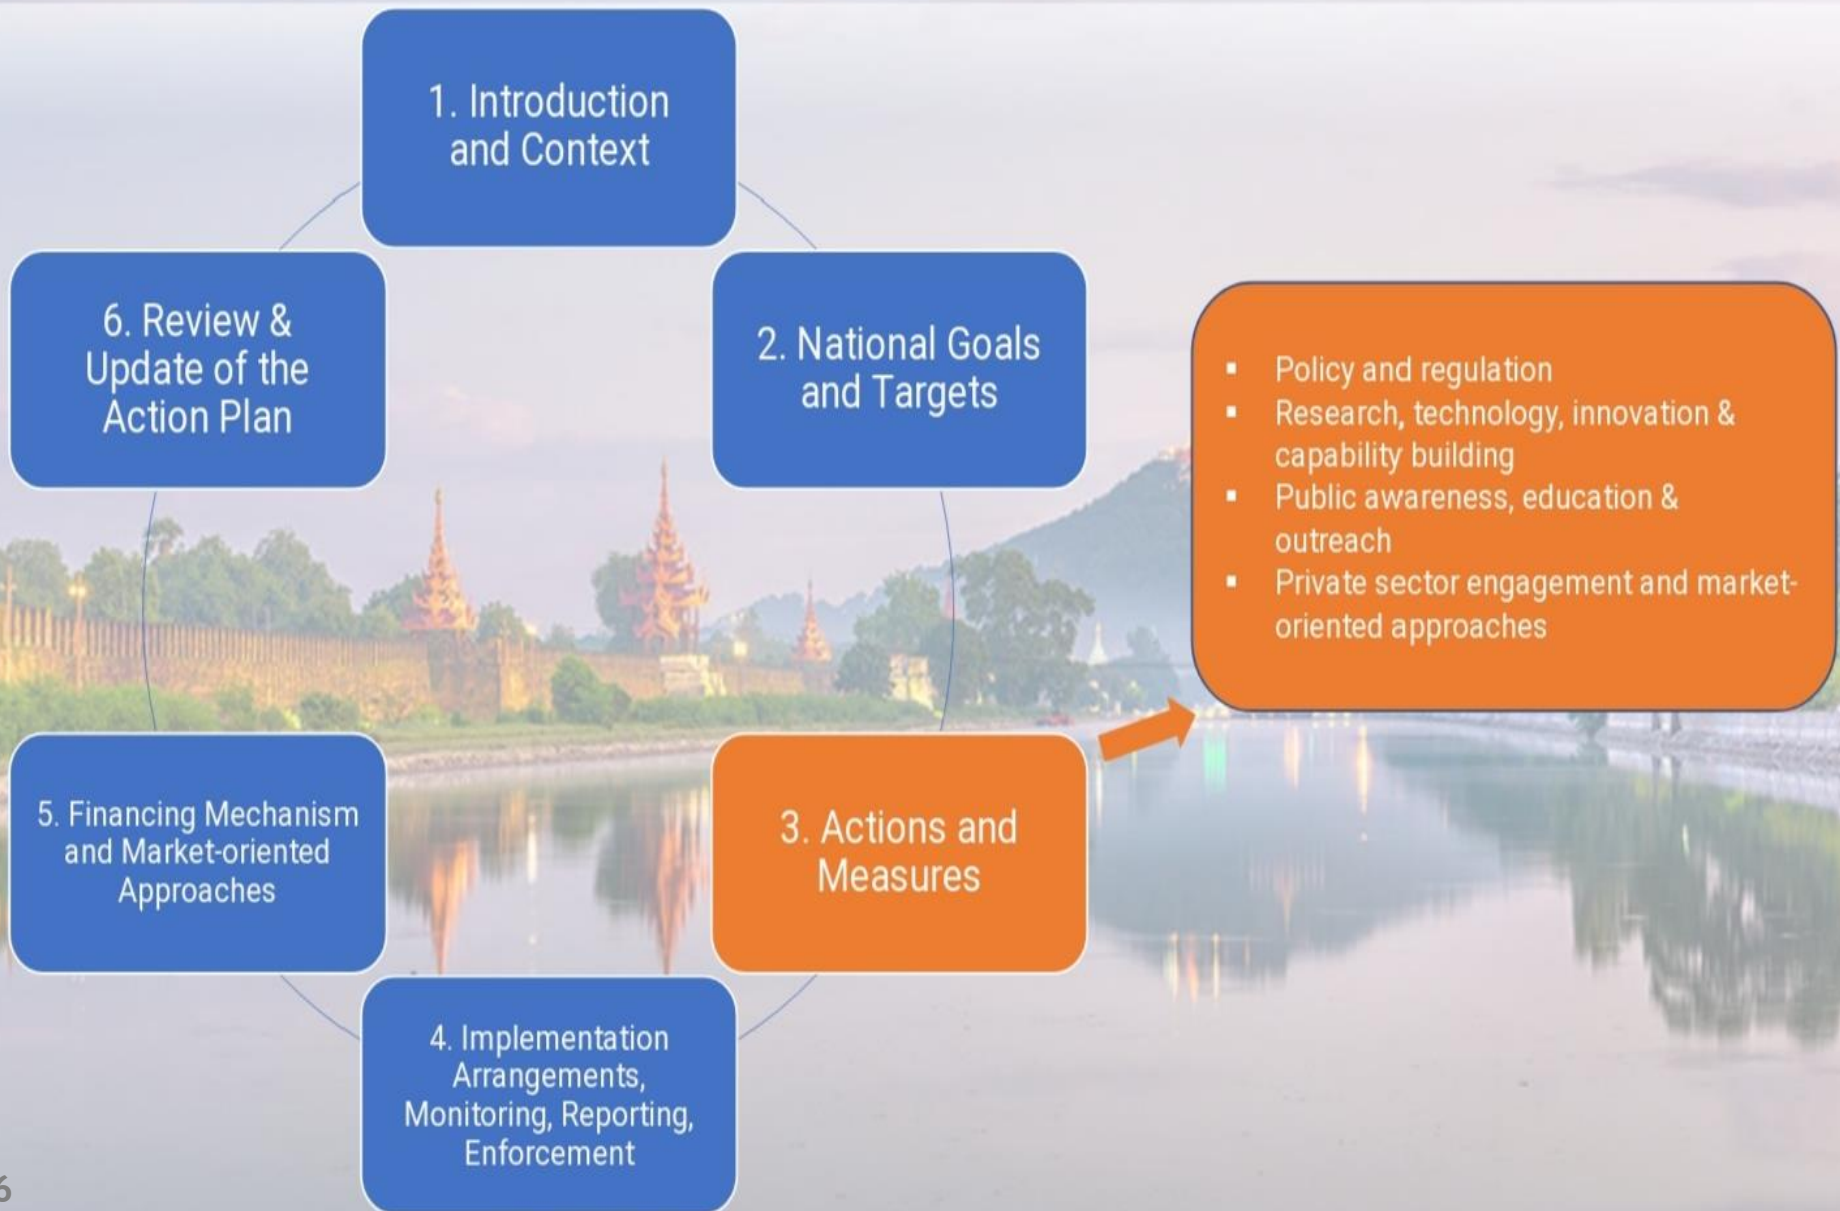 1. Introduction
and Context
2. National Goals
and Targets
3. Actions and
Measures
4. Implementation
Arrangements,
Monitoring, Reporting,
Enforcement
5. Financing Mechanism
and Market-oriented
Approaches
6. Review &
Update of the
Action Plan
▪ Policy and regulation
▪ Research, technology, innovation &
capability building
▪ Public awareness, education &
outreach
▪ Private sector engagement and market-
oriented approaches
6